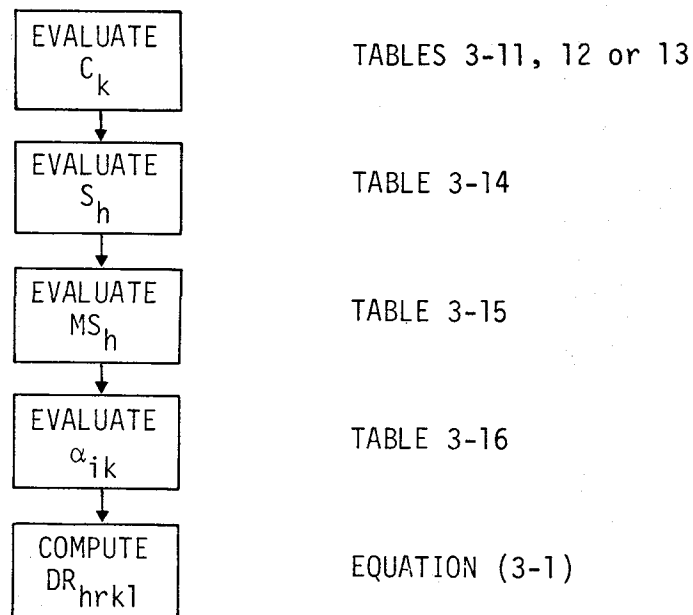 EVALUATE
C_k
TABLES 3-11, 12 or 13
EVALUATE
S_h
TABLE 3-14
EVALUATE
MS_h
TABLE 3-15
EVALUATE
α_ik
TABLE 3-16
COMPUTE
DR_hrkl
EQUATION (3-1)